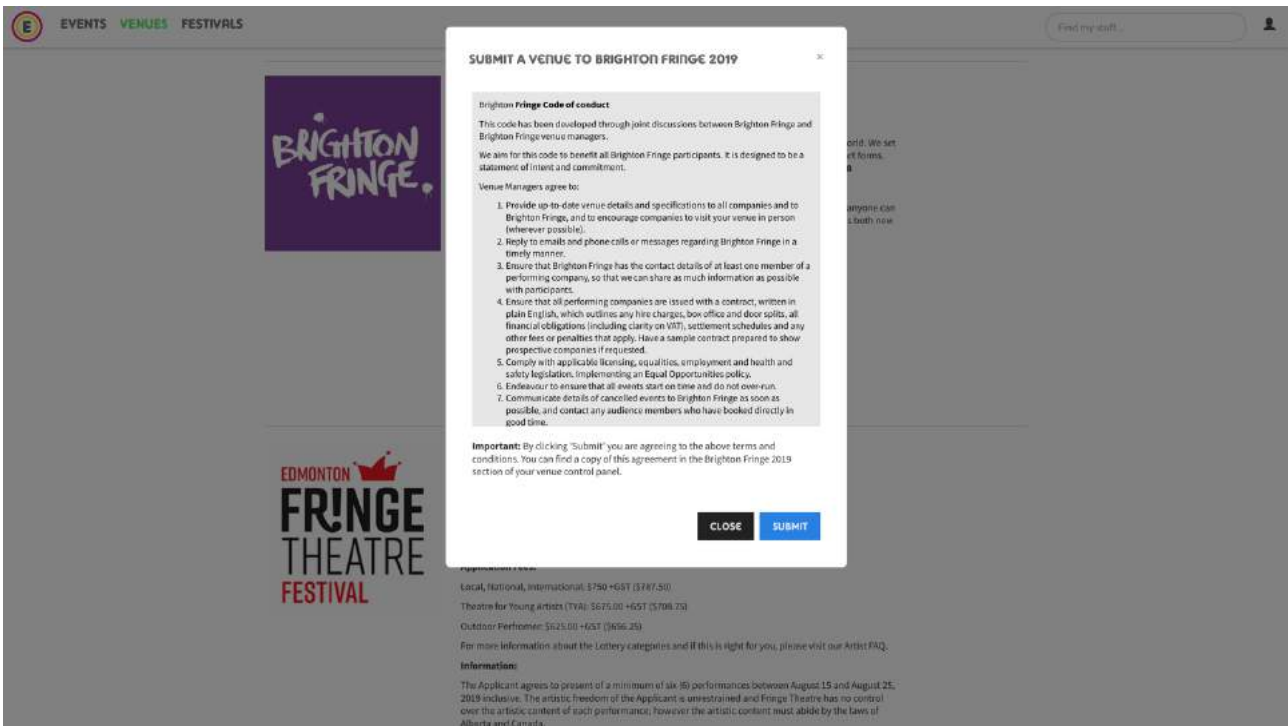 E EVENTS VENUES FESTIVALS
Find my stuff...
SUBMIT A VENUE TO BRIGHTON FRINGE 2019
×
BRIGHTON
FRINGE.
Brighton Fringe Code of conduct
This code has been developed through joint discussions between Brighton Fringe and
Brighton Fringe venue managers.
We aim for this code to benefit all Brighton Fringe participants. It is designed to be a
statement of intent and commitment.
Venue Managers agree to:
1. Provide up-to-date venue details and specifications to all companies and to
Brighton Fringe, and to encourage companies to visit your venue in person
(wherever possible).
2. Reply to emails and phone calls or messages regarding Brighton Fringe in a
timely manner.
3. Ensure that Brighton Fringe has the contact details of at least one member of a
performing company, so that we can share as much information as possible
with participants.
4. Ensure that all performing companies are issued with a contract, written in
plain English, which outlines any hire charges, box office and door splits, all
financial obligations (including clarity on VAT), settlement schedules and any
other fees or penalties that apply. Have a sample contract prepared to show
prospective companies if requested.
5. Comply with applicable licensing, equalities, employment and health and
safety legislation. Implementing an Equal Opportunities policy.
6. Endeavour to ensure that all events start on time and do not over-run.
7. Communicate details of cancelled events to Brighton Fringe as soon as
possible, and contact any audience members who have booked directly in
good time.
orld. We set
ct forms.
anyone can
s both new
Important: By clicking 'Submit' you are agreeing to the above terms and
conditions. You can find a copy of this agreement in the Brighton Fringe 2019
section of your venue control panel.
CLOSE SUBMIT
EDMONTON
FR!NGE
THEATRE
FESTIVAL
Application Fees:
Local, National, International: $750 +GST ($787.50)
Theatre for Young Artists (TYA): $675.00 +GST ($708.75)
Outdoor Perfromer: $625.00 +GST ($656.25)
For more information about the Lottery categories and if this is right for you, please visit our Artist FAQ.
Information:
The Applicant agrees to present of a minimum of six (6) performances between August 15 and August 25,
2019 inclusive. The artistic freedom of the Applicant is unrestrained and Fringe Theatre has no control
over the artistic content of each performance; however the artistic content must abide by the laws of
Alberta and Canada.